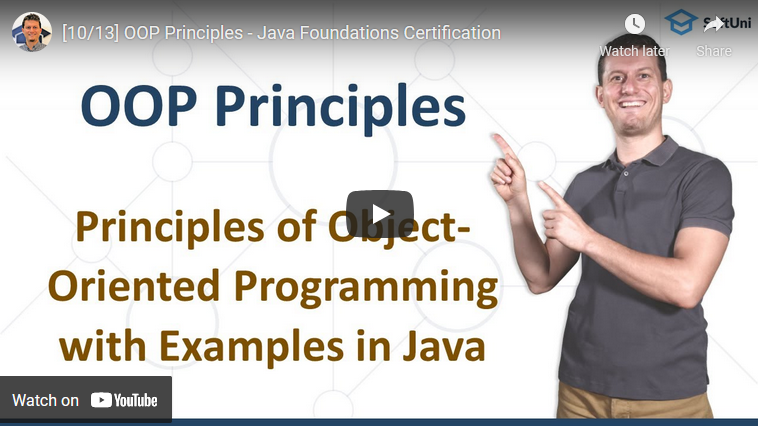 [10/13] OOP Principles - Java Foundations Certification
SoftUni
Watch later
Share
OOP Principles
Principles of Object-
Oriented Programming
with Examples in Java
Watch on YouTube